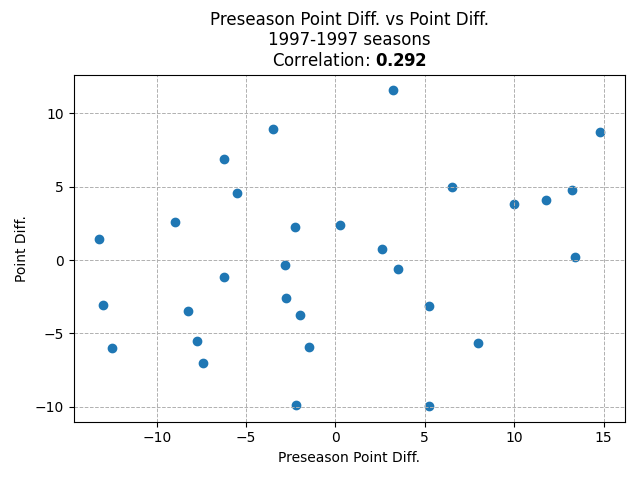 Preseason Point Diff. vs Point Diff.
1997-1997 seasons
Correlation: 0.292
10
5
0
−5
−10
Point Diff.
−10
−5
0
5
10
15
Preseason Point Diff.